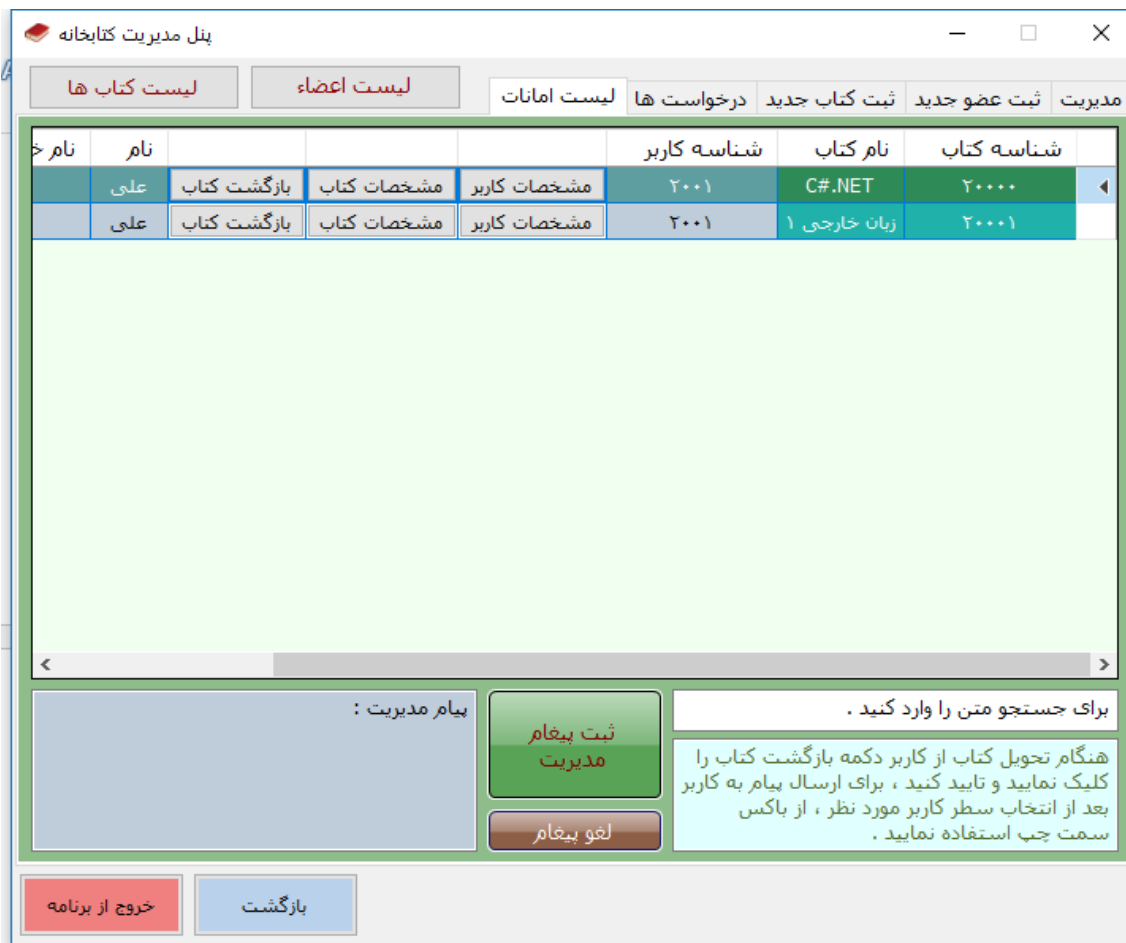 پنل مدیریت کتابخانه
مدیریت
ثبت عضو جدید
ثبت کتاب جدید
درخواست ها
لیست امانات
لیست اعضاء
لیست کتاب ها
شناسه کتاب
نام کتاب
شناسه کاربر
نام
نام خ
۲۰۰۰۰ C#.NET ۲۰۰۱ مشخصات کاربر مشخصات کتاب بازگشت کتاب علی
۲۰۰۰۱ زبان خارجی ۱ ۲۰۰۱ مشخصات کاربر مشخصات کتاب بازگشت کتاب علی
برای جستجو متن را وارد کنید .
هنگام تحویل کتاب از کاربر دکمه بازگشت کتاب را
کلیک نمایید و تایید کنید ، برای ارسال پیام به کاربر
بعد از انتخاب سطر کاربر مورد نظر ، از باکس
سمت چپ استفاده نمایید .
ثبت پیغام
مدیریت
لغو پیغام
پیام مدیریت :
بازگشت
خروج از برنامه